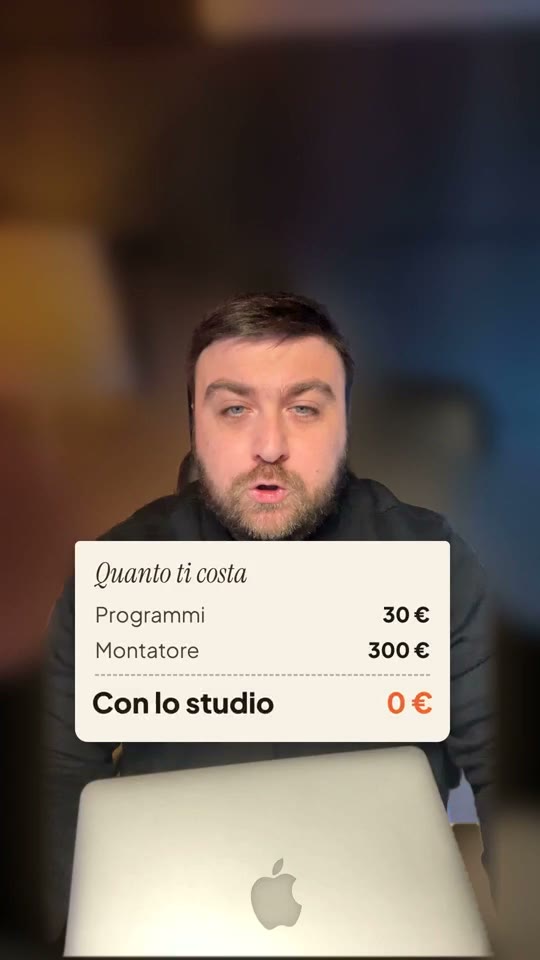 Quanto ti costa
Programmi 30 €
Montatore 300 €
Con lo studio 0 €